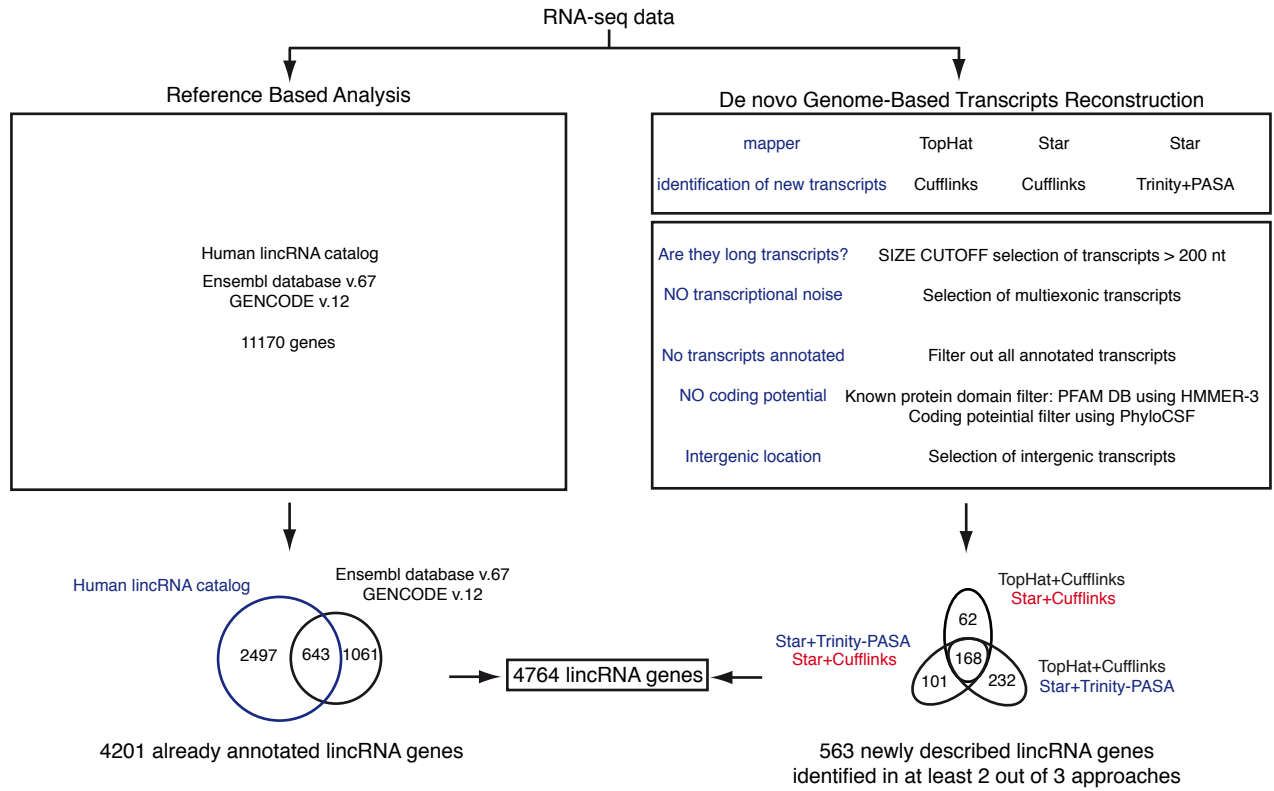 RNA-seq data
Reference Based Analysis
Human lincRNA catalog
Ensembl database v.67
GENCODE v.12
11170 genes
De novo Genome-Based Transcripts Reconstruction
mapper TopHat Star Star
identification of new transcripts Cufflinks Cufflinks Trinity+PASA
Are they long transcripts? SIZE CUTOFF selection of transcripts > 200 nt
NO transcriptional noise Selection of multiexonic transcripts
No transcripts annotated Filter out all annotated transcripts
NO coding potential Known protein domain filter: PFAM DB using HMMER-3
Coding poteintial filter using PhyloCSF
Intergenic location Selection of intergenic transcripts
Human lincRNA catalog
Ensembl database v.67
GENCODE v.12
2497 643 1061
4201 already annotated lincRNA genes
4764 lincRNA genes
TopHat+Cufflinks
Star+Cufflinks
Star+Trinity-PASA
Star+Cufflinks
TopHat+Cufflinks
Star+Trinity-PASA
62
168
101 232
563 newly described lincRNA genes
identified in at least 2 out of 3 approaches